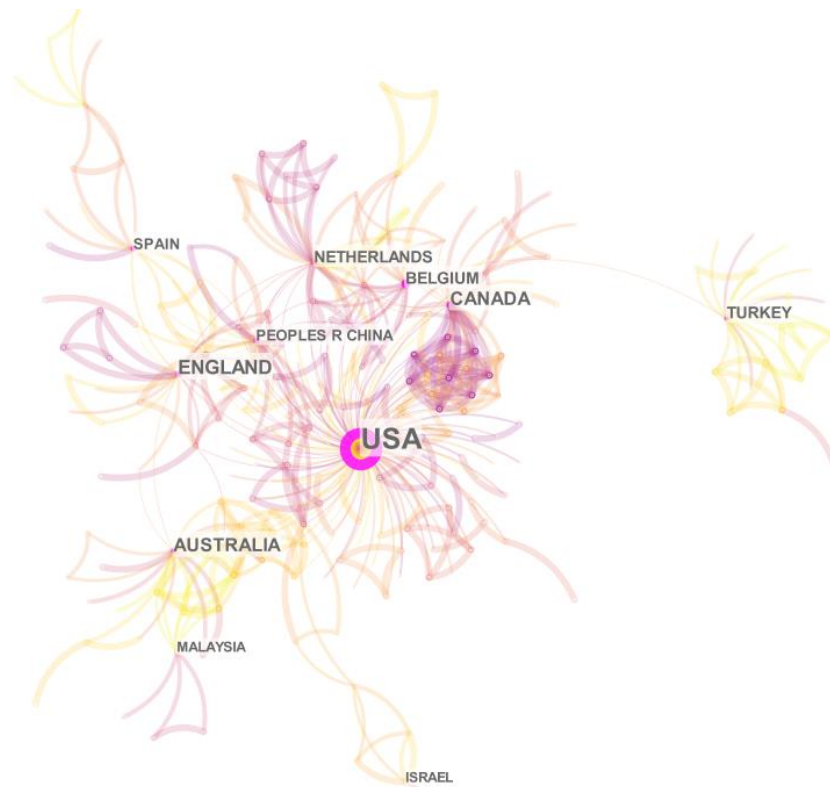 SPAIN
NETHERLANDS
BELGIUM
CANADA
TURKEY
PEOPLES R CHINA
ENGLAND
USA
AUSTRALIA
MALAYSIA
ISRAEL